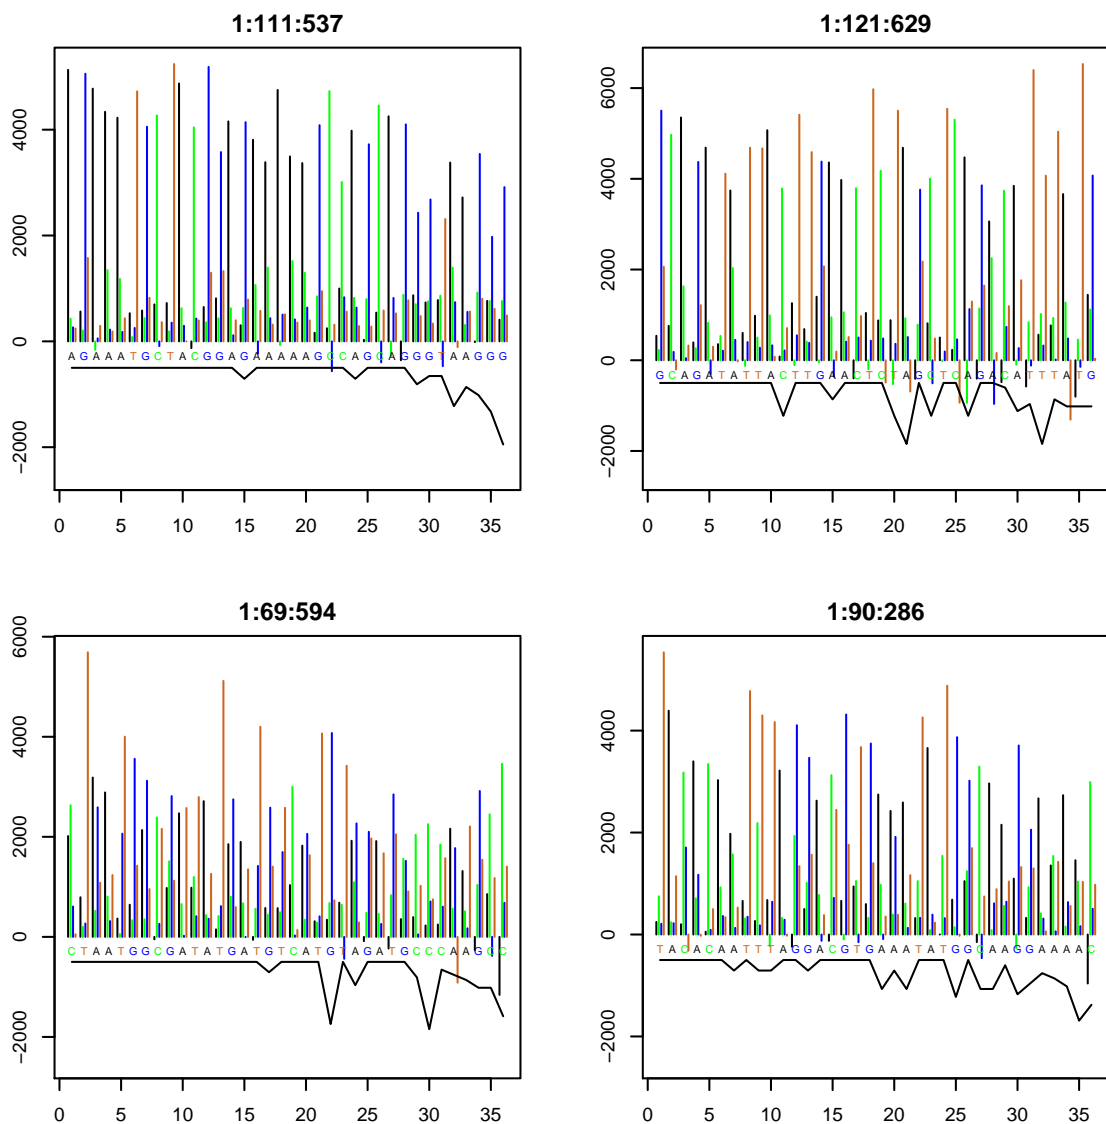 1:111:537
4000
2000
0
−2000
AGAAATGCTACGGAGAAAAAGCCAGCAGGGTAAGGG
0 5 10 15 20 25 30 35
1:121:629
6000
4000
2000
0
−2000
GCAGATATTACTTGAACTCTAGCTCAGACATTTATG
0 5 10 15 20 25 30 35
1:69:594
6000
4000
2000
0
−2000
CTAATGGCGATATGATGTCATGTAGATGCCCAAGCC
0 5 10 15 20 25 30 35
1:90:286
4000
2000
0
−2000
TACACAATTTAGGACGTGAAATATGGCAAGGAAAAC
0 5 10 15 20 25 30 35